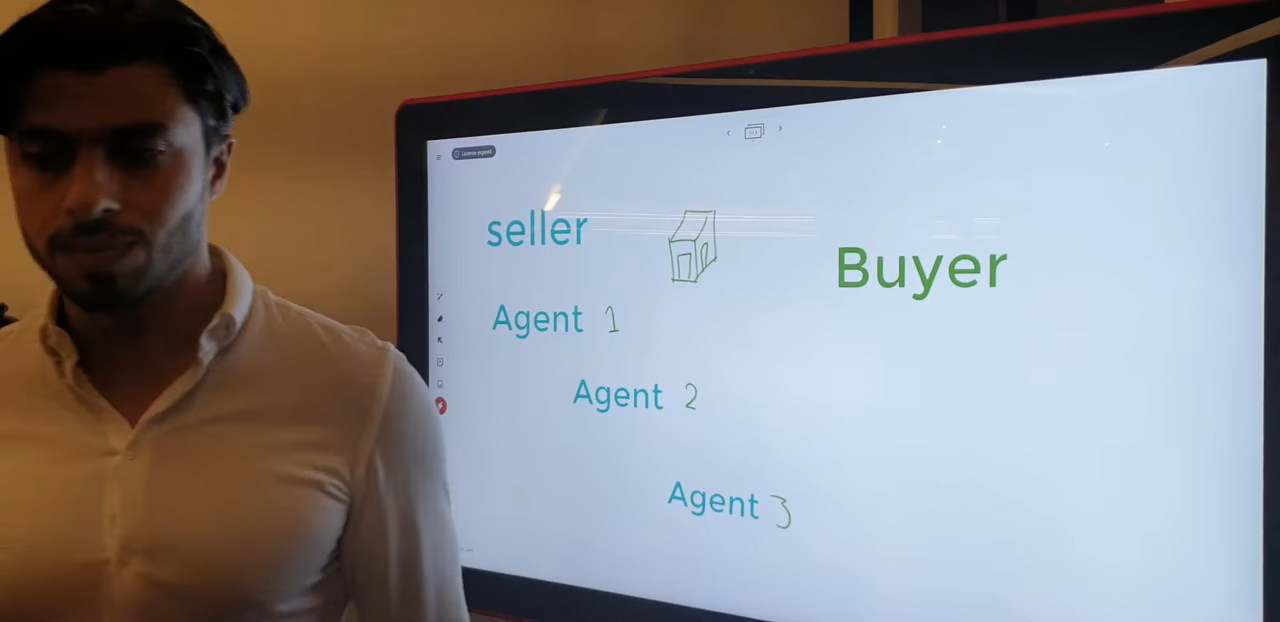 License expired
seller
Buyer
Agent 1
Agent 2
Agent 3